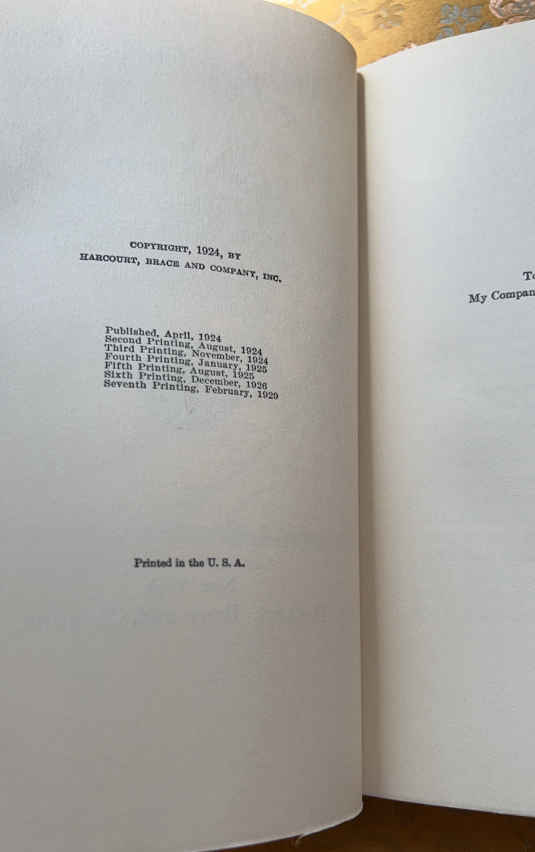 COPYRIGHT, 1924, BY
HARCOURT, BRACE AND COMPANY, INC.
Published, April, 1924
Second Printing, August, 1924
Third Printing, November, 1924
Fourth Printing, January, 1925
Fifth Printing, August, 1925
Sixth Printing, December, 1926
Seventh Printing, February, 1929
Printed in the U. S. A.
To
My Compan